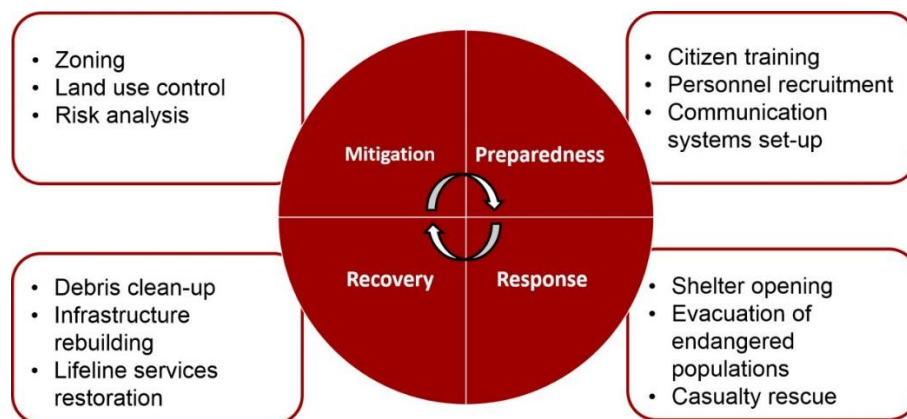 • Zoning
• Land use control
• Risk analysis
• Citizen training
• Personnel recruitment
• Communication
systems set-up
Mitigation
Preparedness
Recovery
Response
• Debris clean-up
• Infrastructure
rebuilding
• Lifeline services
restoration
• Shelter opening
• Evacuation of
endangered
populations
• Casualty rescue